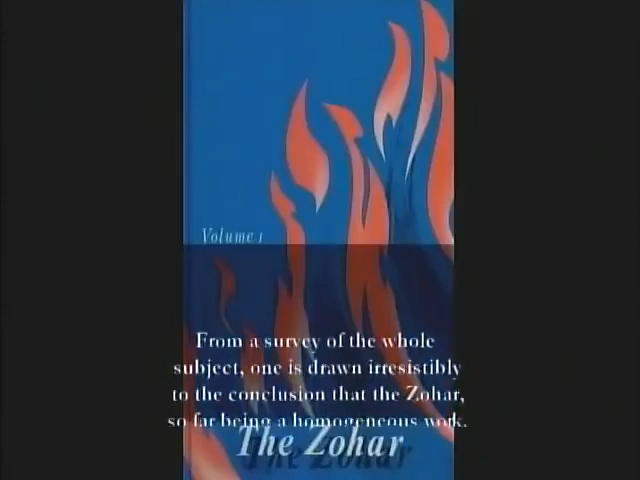 Volume 1
From a survey of the whole
subject, one is drawn irresistibly
to the conclusion that the Zohar,
so far being a homogeneous work.
The Zohar